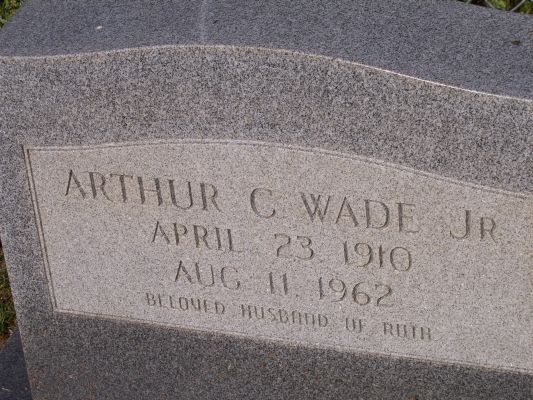 ARTHUR C WADE JR
APRIL 23 1910
AUG 11 1962
BELOVED HUSBAND OF RUTH